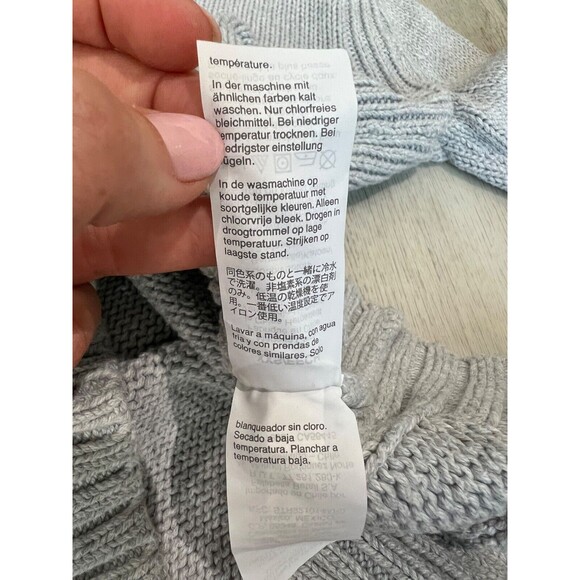 température.
In der maschine mit
ähnlichen farben kalt
waschen. Nur chlorfreies
bleichmittel. Bei niedriger
emperatur trocknen. Bei
iedrigster einstellung
ügeln.
In de wasmachine op
koude temperatuur met
soortgelijke kleuren. Alleen
chloorvrije bleek. Drogen in
droogtrommel op lage
temperatuur. Strijken op
laagste stand.
同色系のものと一緒に冷水
で洗濯。非塩素系の漂白剤
のみ。低温の乾燥機を使
用。一番低い温度設定でア
イロン使用。
Lavar a máquina, con agua
fria y con prendas de
colores similares. Solo
blanqueador sin cloro.
Secado a baja
temperatura. Planchar a
temperatura baja.